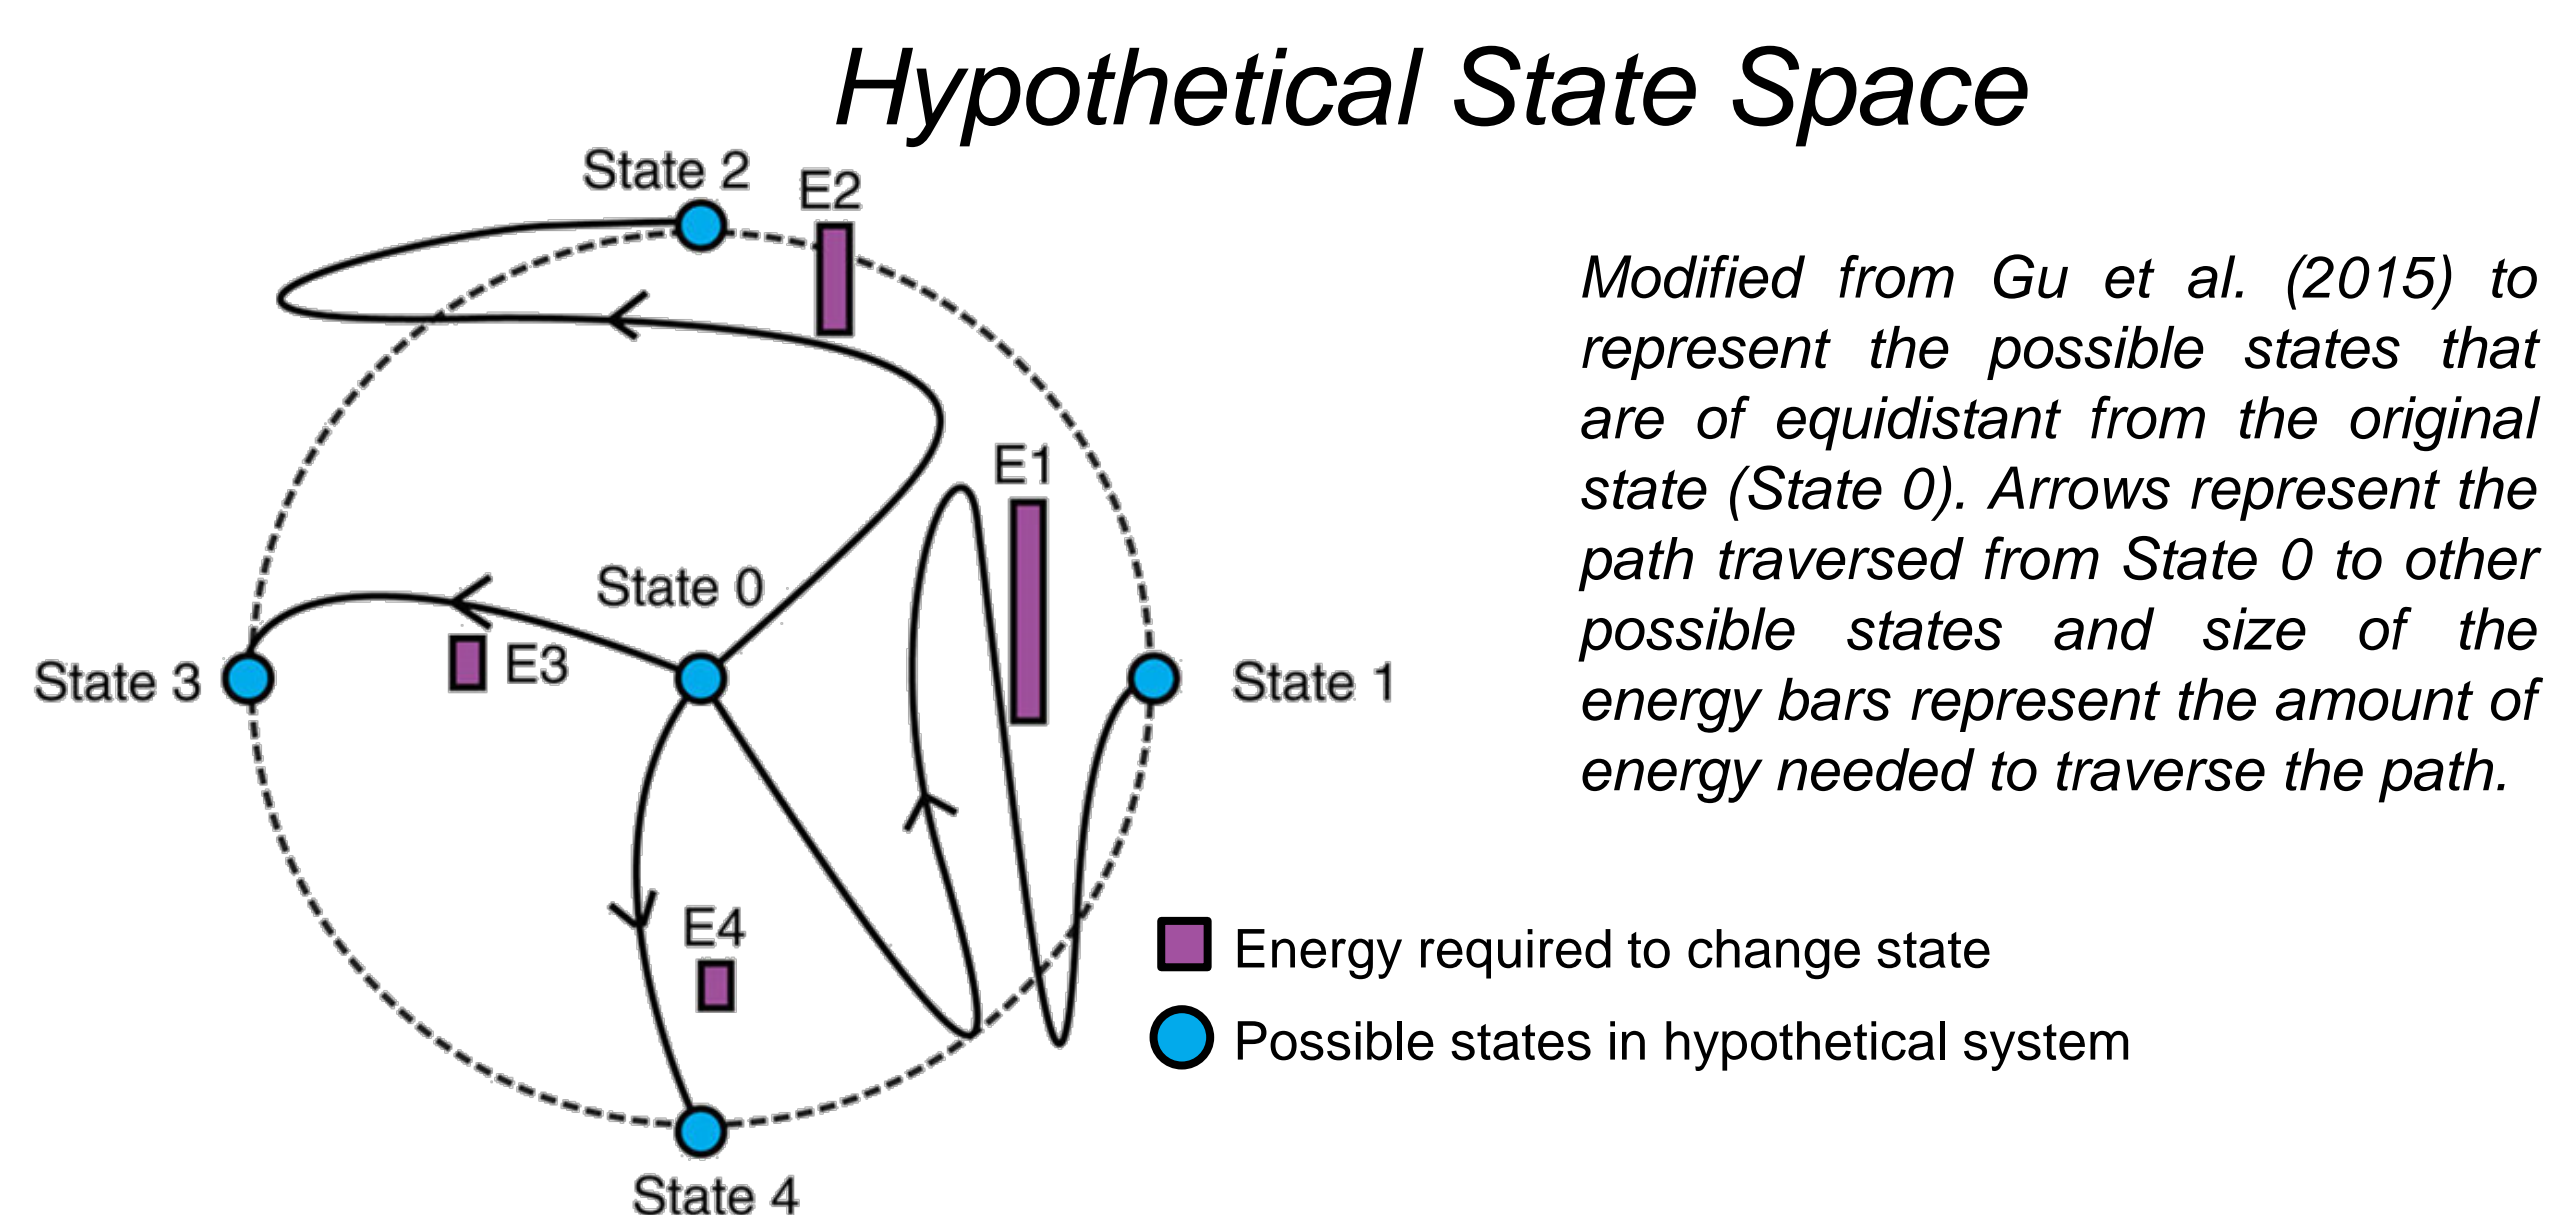 Hypothetical State Space
State 2
E2
E1
State 0
E3
State 3
State 1
E4
State 4
Modified from Gu et al. (2015) to
represent the possible states that
are of equidistant from the original
state (State 0). Arrows represent the
path traversed from State 0 to other
possible states and size of the
energy bars represent the amount of
energy needed to traverse the path.
Energy required to change state
Possible states in hypothetical system